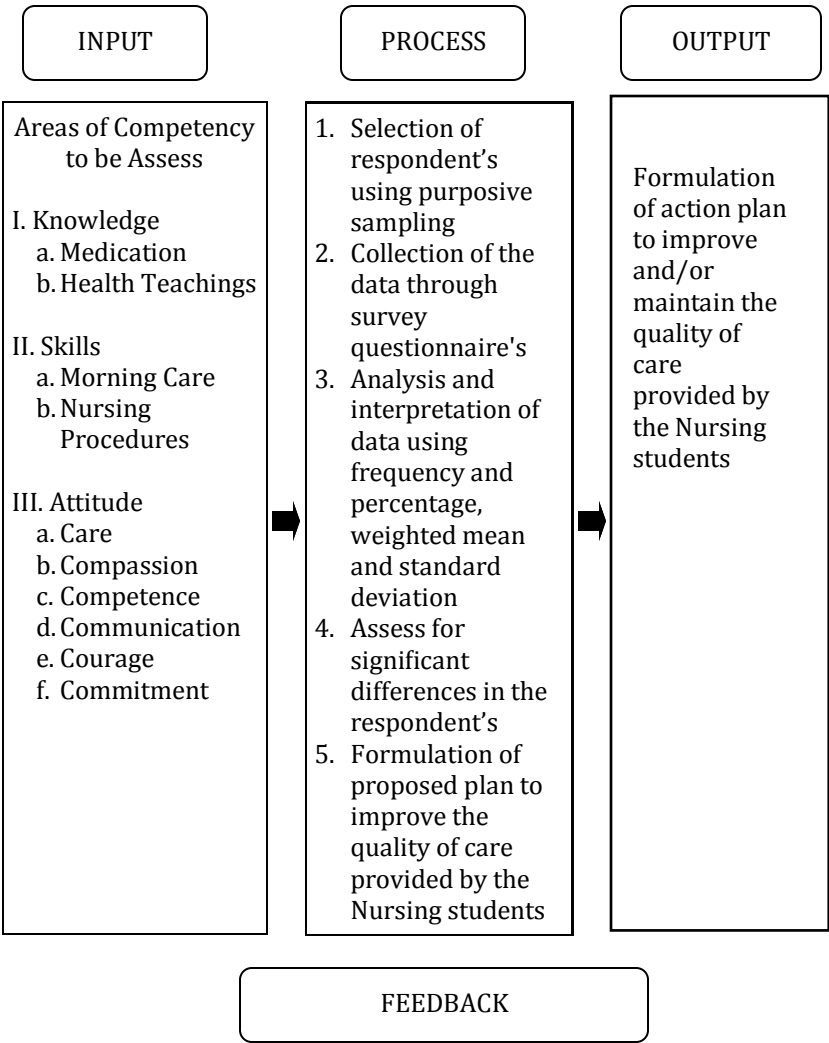 INPUT
PROCESS
OUTPUT
Areas of Competency
to be Assess
I. Knowledge
a. Medication
b. Health Teachings
II. Skills
a. Morning Care
b. Nursing
Procedures
III. Attitude
a. Care
b. Compassion
c. Competence
d. Communication
e. Courage
f. Commitment
1. Selection of
respondent’s
using purposive
sampling
2. Collection of the
data through
survey
questionnaire's
3. Analysis and
interpretation of
data using
frequency and
percentage,
weighted mean
and standard
deviation
4. Assess for
significant
differences in the
respondent’s
5. Formulation of
proposed plan to
improve the
quality of care
provided by the
Nursing students
Formulation
of action plan
to improve
and/or
maintain the
quality of
care
provided by
the Nursing
students
FEEDBACK